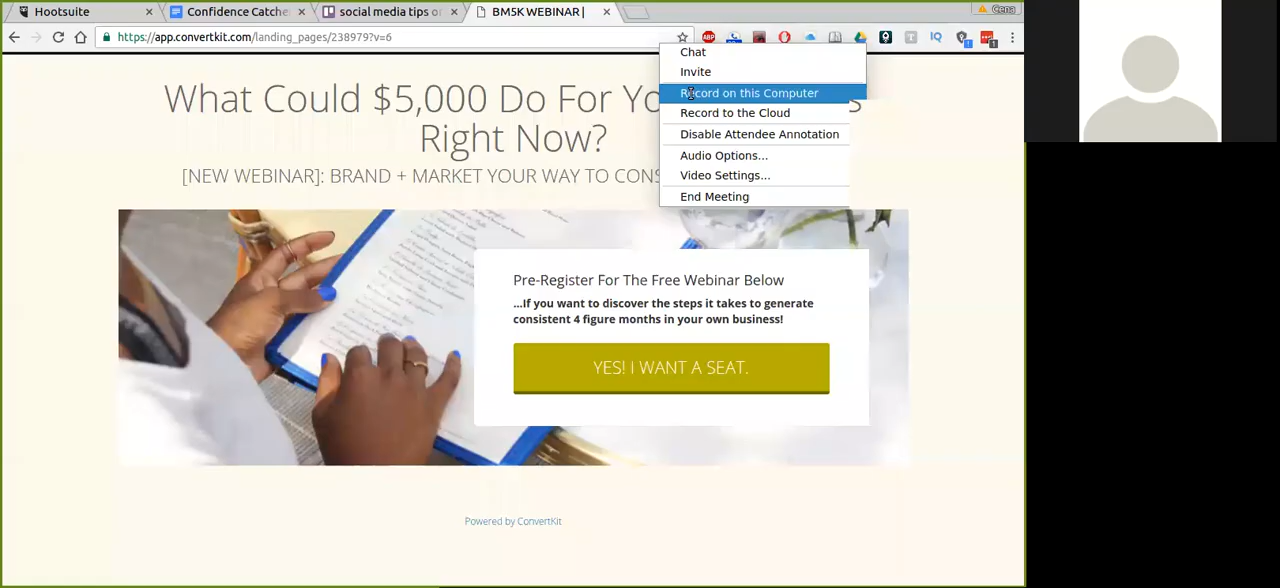 Hootsuite
Confidence Catche
social media tips o
BM5K WEBINAR |
Cena
https://app.convertkit.com/landing_pages/238979?v=6
ABP
IQ
Chat
Invite
Record on this Computer
Record to the Cloud
Disable Attendee Annotation
Audio Options...
Video Settings...
End Meeting
What Could $5,000 Do For Yo s
Right Now?
[NEW WEBINAR]: BRAND + MARKET YOUR WAY TO CONS
Pre-Register For The Free Webinar Below
...If you want to discover the steps it takes to generate
consistent 4 figure months in your own business!
YES! I WANT A SEAT.
Powered by ConvertKit